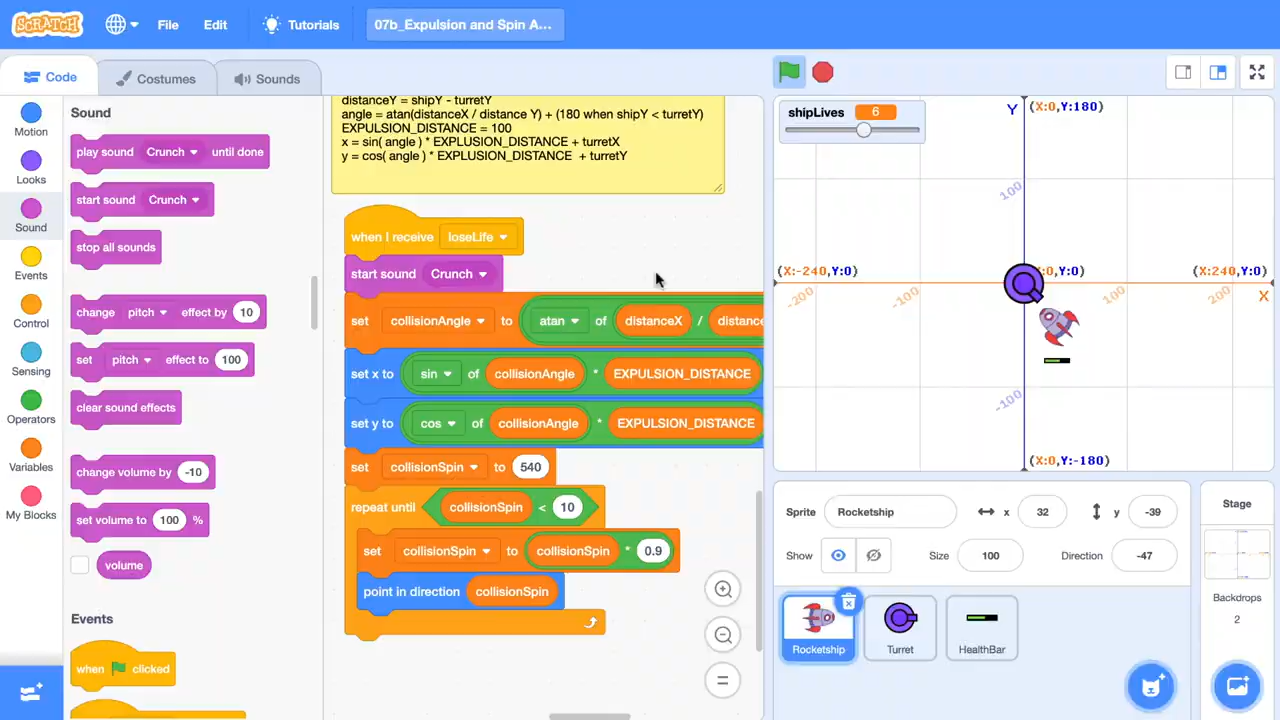 SCRATCH File Edit Tutorials 07b_Expulsion and Spin A...
Code Costumes Sounds
Motion
Looks
Sound
Events
Control
Sensing
Operators
Variables
My Blocks
Sound
play sound Crunch until done
start sound Crunch
stop all sounds
change pitch effect by 10
set pitch effect to 100
clear sound effects
change volume by -10
set volume to 100 %
volume
Events
when clicked
distanceY = shipY - turretY
angle = atan(distanceX / distance Y) + (180 when shipY < turretY)
EXPULSION_DISTANCE = 100
x = sin( angle ) * EXPLUSION_DISTANCE + turretX
y = cos( angle ) * EXPLUSION_DISTANCE + turretY
when I receive loseLife
start sound Crunch
set collisionAngle to atan of distanceX / distance
set x to sin of collisionAngle * EXPULSION_DISTANCE
set y to cos of collisionAngle * EXPULSION_DISTANCE
set collisionSpin to 540
repeat until collisionSpin < 10
set collisionSpin to collisionSpin * 0.9
point in direction collisionSpin
shipLives 6
Y (X:0,Y:180)
100
(X:-240,Y:0) :0,Y:0) (X:240,Y:0)
-200 -100 100 200 X
-100
(X:0,Y:-180)
Sprite Rocketship x 32 y -39
Show Size 100 Direction -47
Rocketship Turret HealthBar
Stage
Backdrops
2